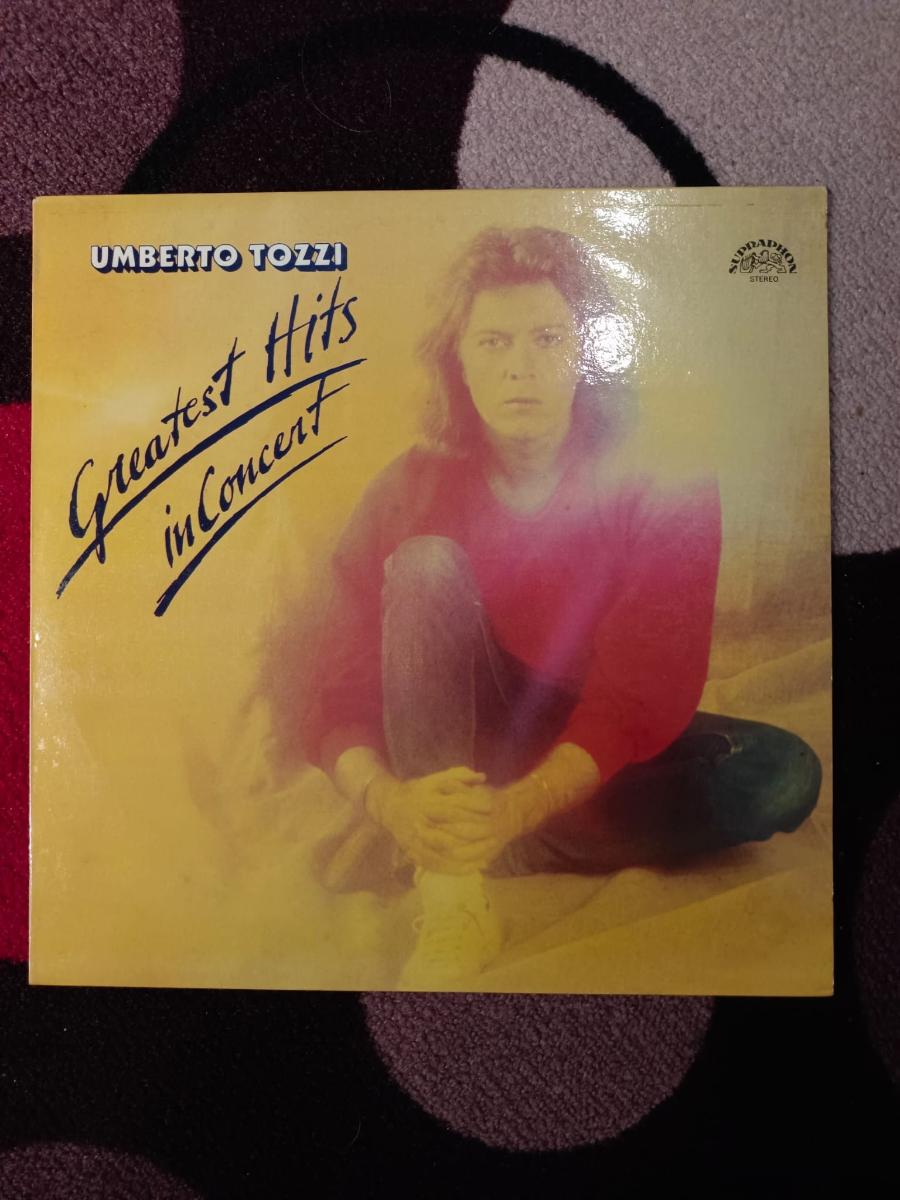 UMBERTO TOZZI
Greatest Hits
in Concert
SUPRAPHON
STEREO